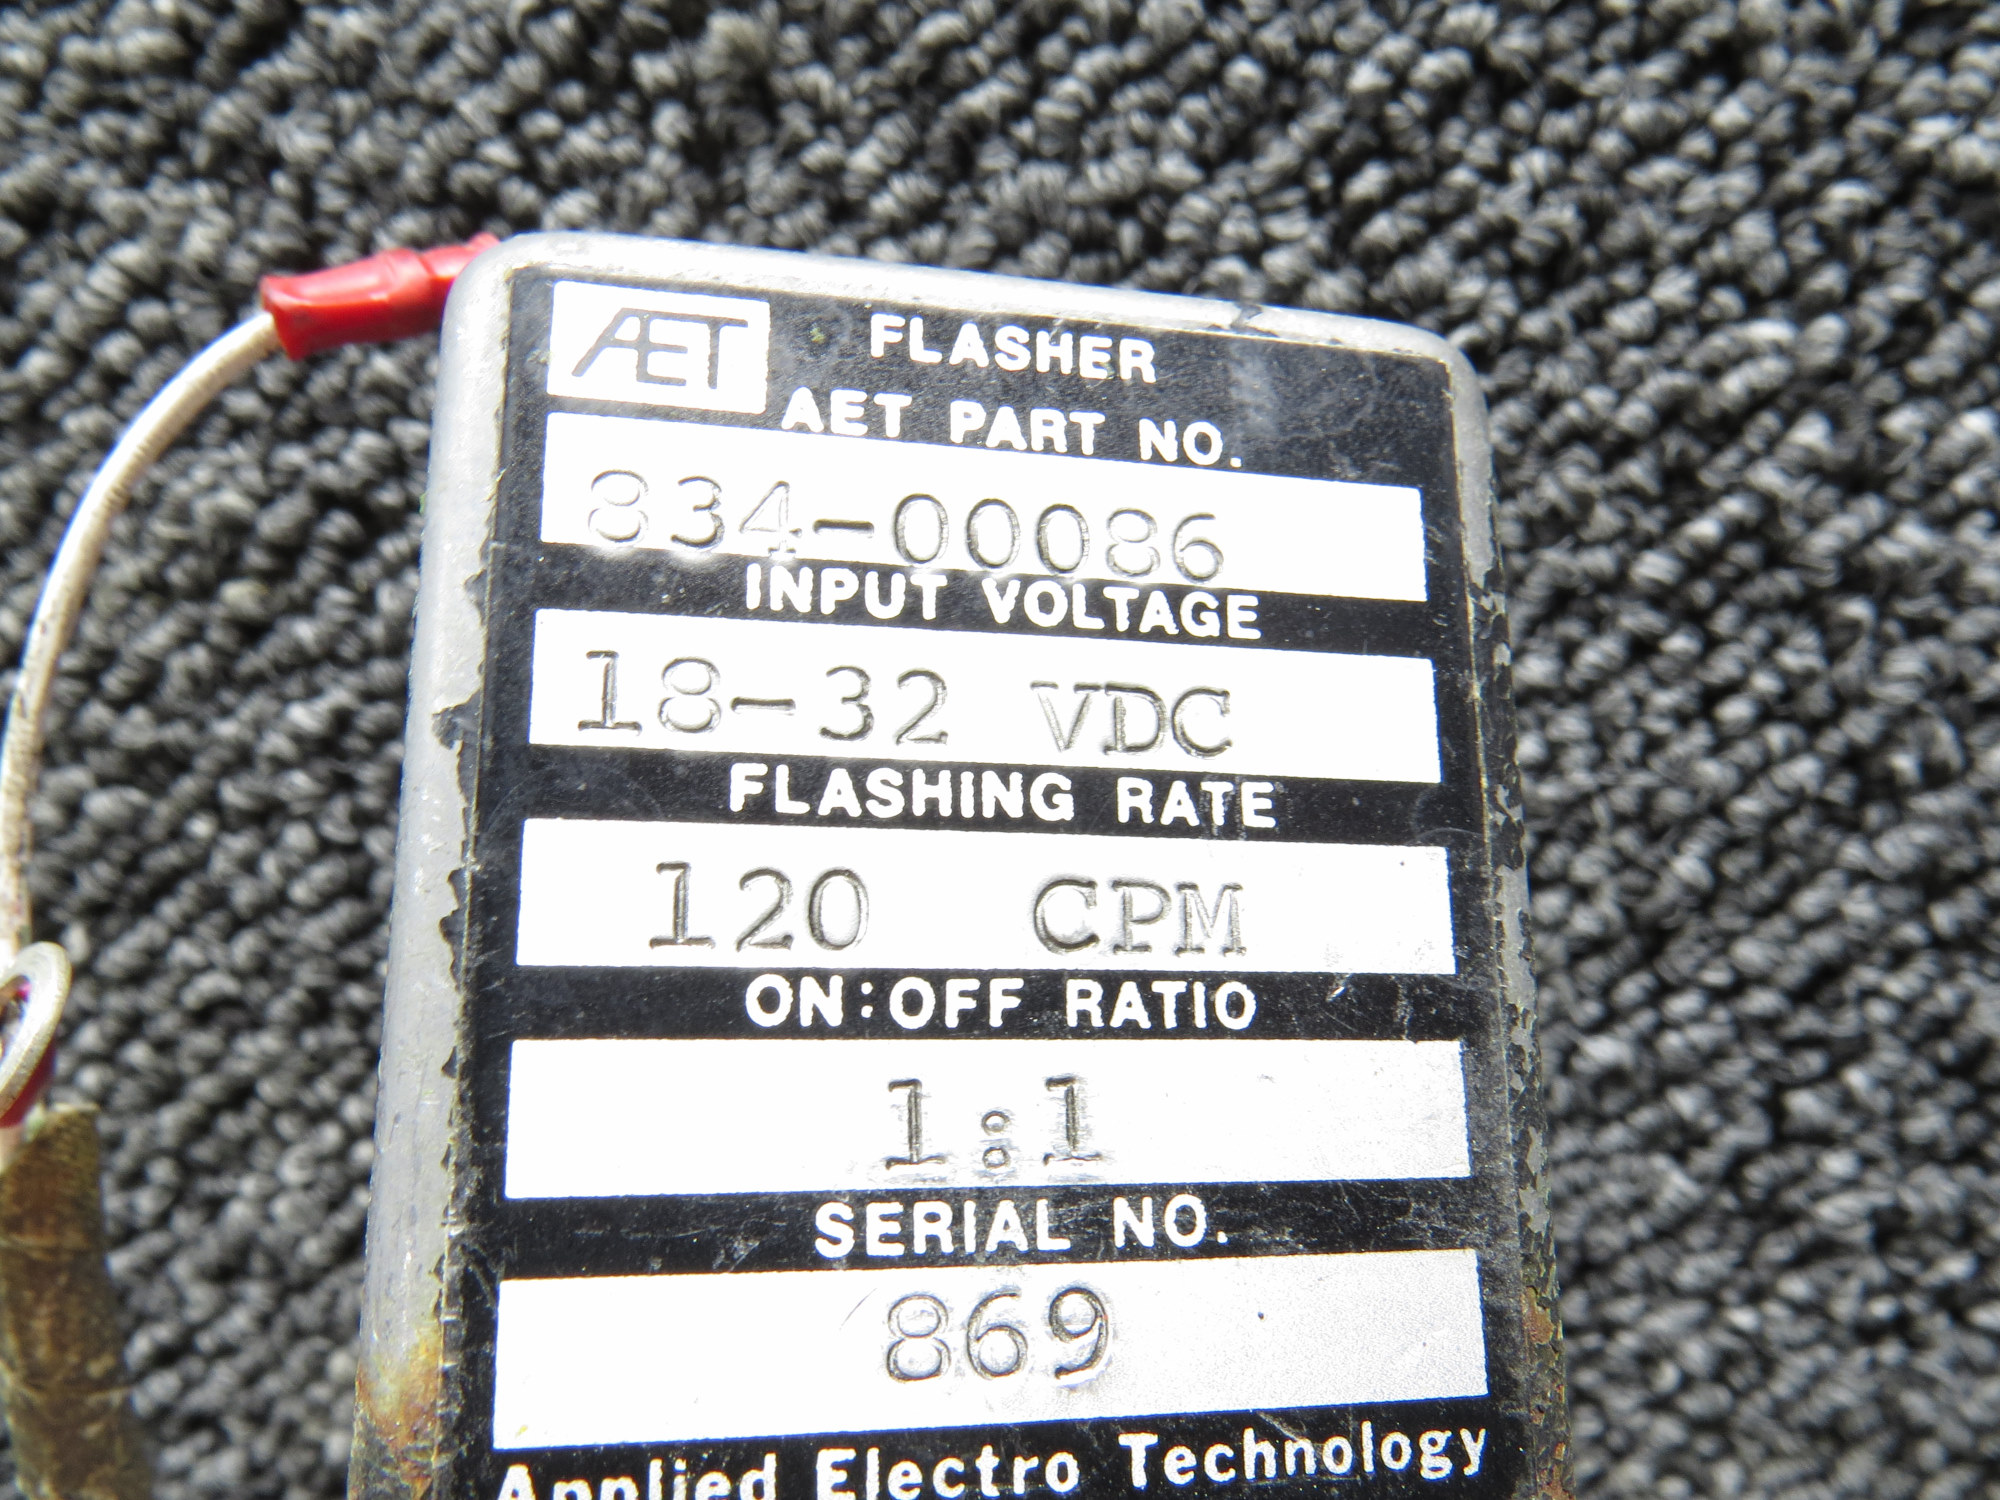 AET FLASHER
AET PART NO.
834-00086
INPUT VOLTAGE
18-32 VDC
FLASHING RATE
120 CPM
ON:OFF RATIO
1:1
SERIAL NO.
869
Applied Electro Technology